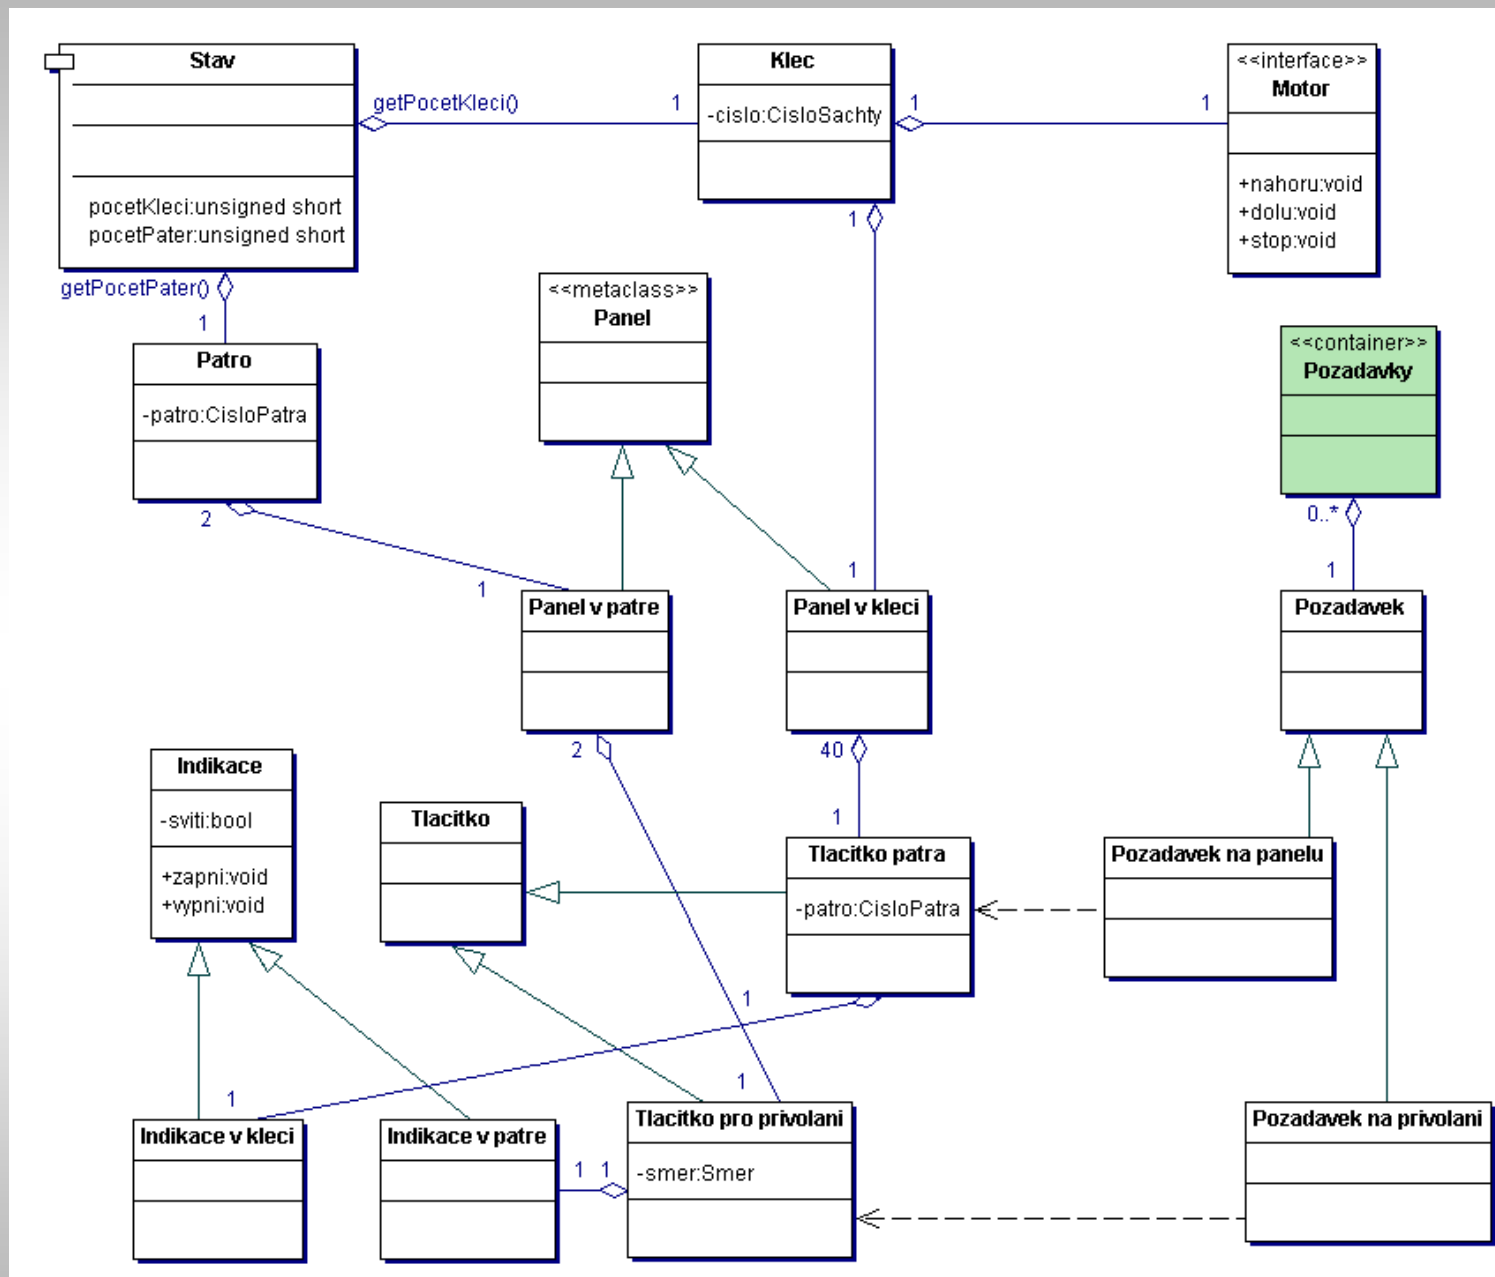 Stav
pocetKleci:unsigned short
pocetPater:unsigned short
getPocetKleci()
1
Klec
-cislo:CisloSachty
1
1
<<interface>>
Motor
+nahoru:void
+dolu:void
+stop:void
getPocetPater()
1
Patro
-patro:CisloPatra
<<metaclass>>
Panel
1
<<container>>
Pozadavky
2
1
1
0..*
1
Panel v patre
Panel v kleci
Pozadavek
2
40
1
Indikace
-sviti:bool
+zapni:void
+vypni:void
Tlacitko
Tlacitko patra
-patro:CisloPatra
Pozadavek na panelu
1
1
1
Indikace v kleci
Indikace v patre
1
1
Tlacitko pro privolani
-smer:Smer
Pozadavek na privolani